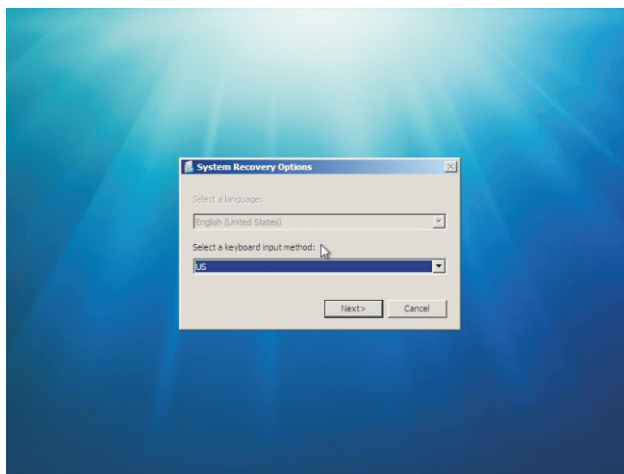 System Recovery Options
Select a language:
English (United States)
Select a keyboard input method:
US
Next>
Cancel